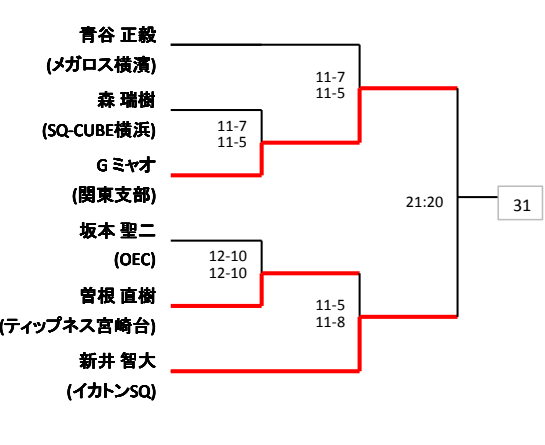 青谷 正毅
(メガロス横濱)
11-7
11-5
森 瑞樹
(SQ-CUBE横浜)
11-7
11-5
G ミャオ
(関東支部)
21:20
31
坂本 聖二
(OEC)
12-10
12-10
曽根 直樹
(ティップネス宮崎台)
11-5
11-8
新井 智大
(イカトンSQ)